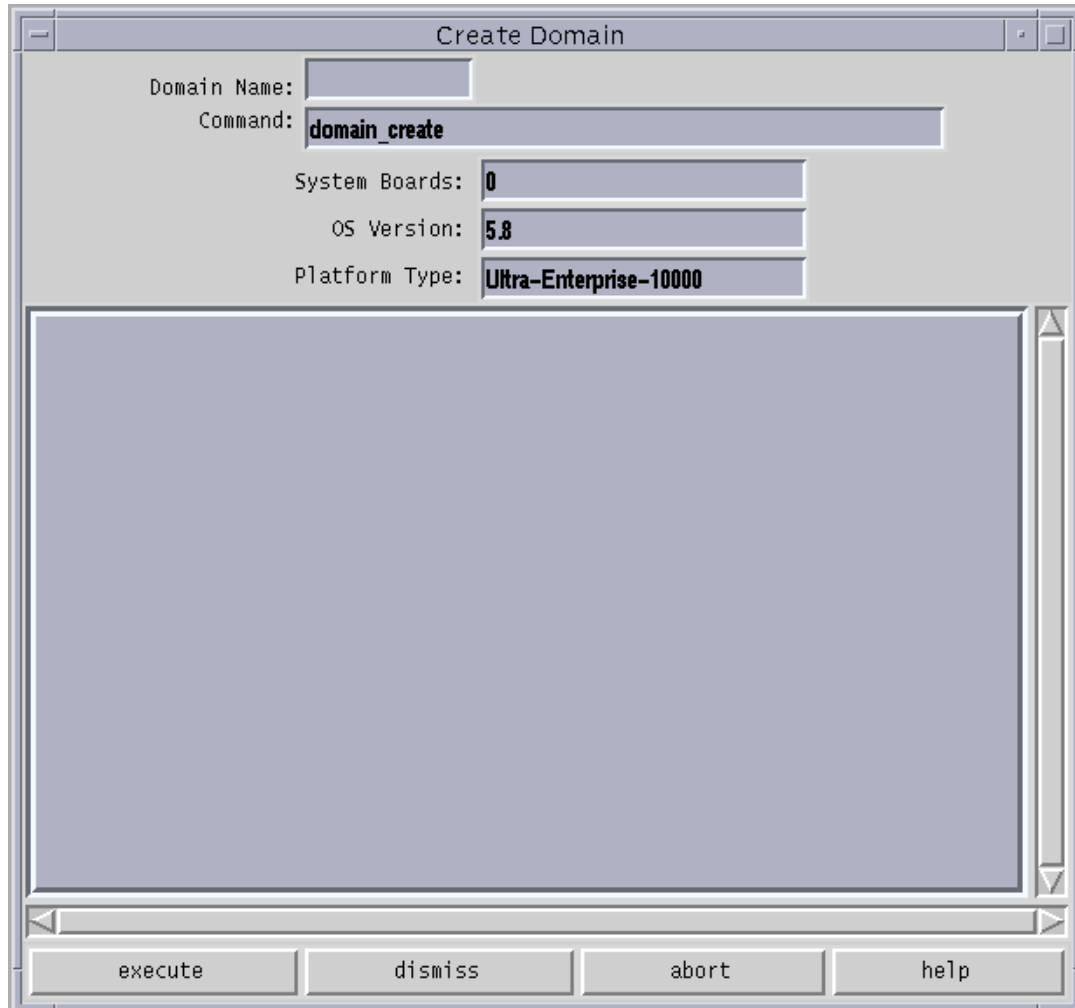 Create Domain
Domain Name:
Command: domain_create
System Boards: 0
OS Version: 5.8
Platform Type: Ultra-Enterprise-10000
execute dismiss abort help